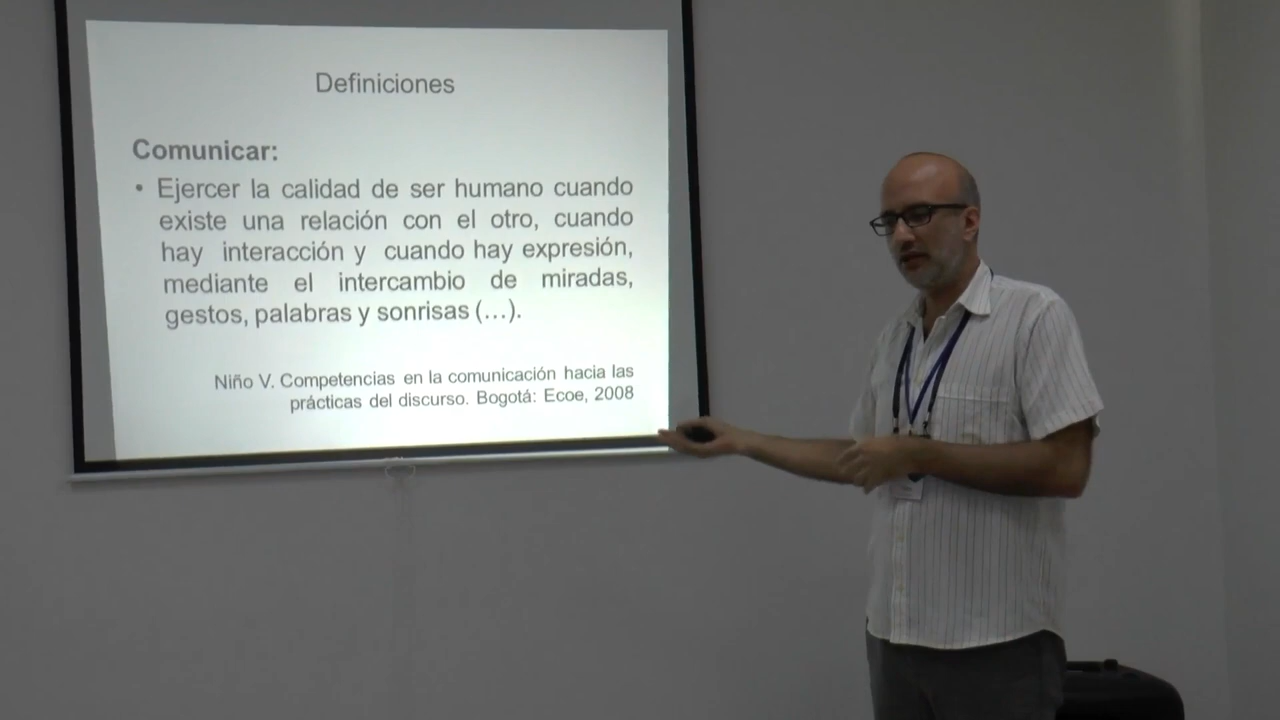 Definiciones
Comunicar:
• Ejercer la calidad de ser humano cuando
existe una relación con el otro, cuando
hay interacción y cuando hay expresión,
mediante el intercambio de miradas,
gestos, palabras y sonrisas (...).
Niño V. Competencias en la comunicación hacia las
prácticas del discurso. Bogotá: Ecoe, 2008